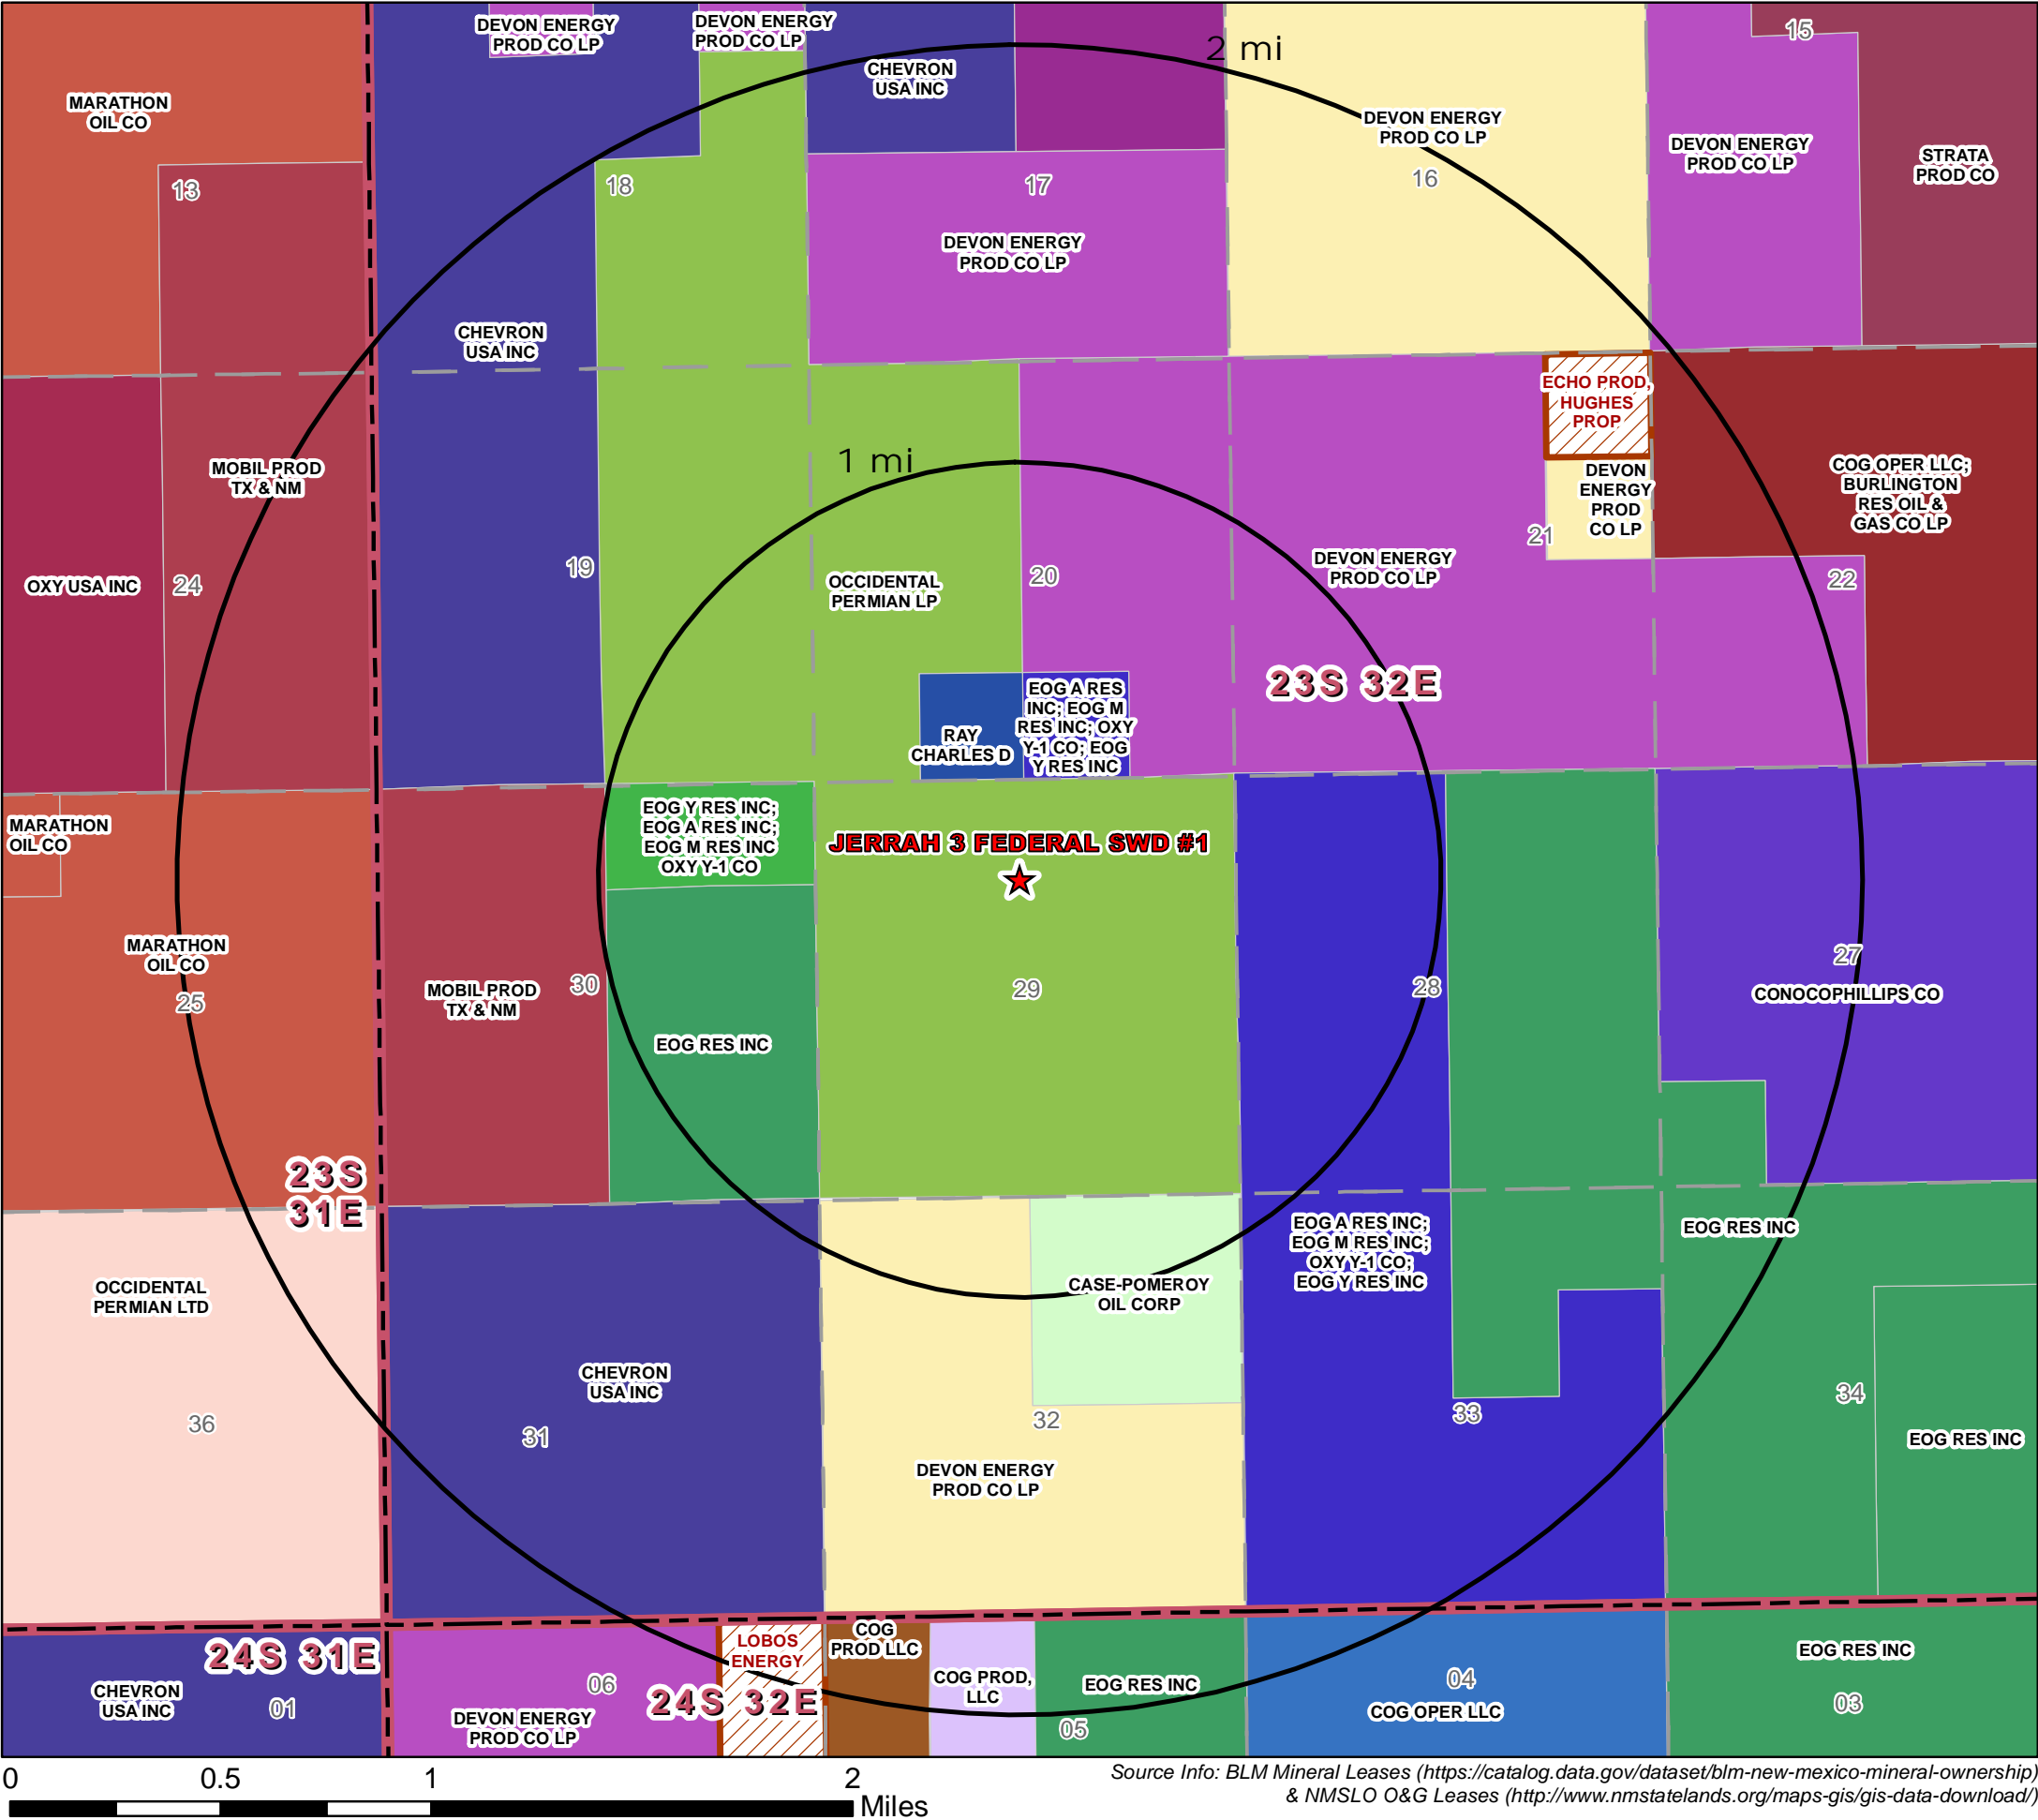 DEVON ENERGY
PROD CO LP
DEVON ENERGY
PROD CO LP
15
2 mi
CHEVRON
USA INC
MARATHON
OIL CO
DEVON ENERGY
PROD CO LP
DEVON ENERGY
PROD CO LP
STRATA
PROD CO
13
18
17
16
DEVON ENERGY
PROD CO LP
CHEVRON
USA INC
ECHO PROD,
HUGHES
PROP
1 mi
MOBIL PROD
TX & NM
DEVON
ENERGY
PROD
CO LP
COG OPER LLC;
BURLINGTON
RES OIL &
GAS CO LP
21
OXY USA INC
24
19
OCCIDENTAL
PERMIAN LP
20
DEVON ENERGY
PROD CO LP
22
23S 32E
EOG A RES
INC; EOG M
RES INC; OXY
Y-1 CO; EOG
Y RES INC
RAY
CHARLES D
MARATHON
OIL CO
EOG Y RES INC;
EOG A RES INC;
EOG M RES INC
OXY Y-1 CO
JERRAH 3 FEDERAL SWD #1
MARATHON
OIL CO
25
MOBIL PROD
TX & NM
30
29
28
27
CONOCOPHILLIPS CO
EOG RES INC
23S
31E
EOG A RES INC;
EOG M RES INC;
OXY Y-1 CO;
EOG Y RES INC
EOG RES INC
OCCIDENTAL
PERMIAN LTD
CASE-POMEROY
OIL CORP
CHEVRON
USA INC
36
31
32
33
34
EOG RES INC
DEVON ENERGY
PROD CO LP
24S 31E
LOBOS
ENERGY
COG
PROD LLC
EOG RES INC
CHEVRON
USA INC
01
06
24S 32E
COG PROD,
LLC
EOG RES INC
04
COG OPER LLC
03
DEVON ENERGY
PROD CO LP
05
0 0.5 1 2
Miles
Source Info: BLM Mineral Leases (https://catalog.data.gov/dataset/blm-new-mexico-mineral-ownership)
& NMSLO O&G Leases (http://www.nmstatelands.org/maps-gis/gis-data-download/)